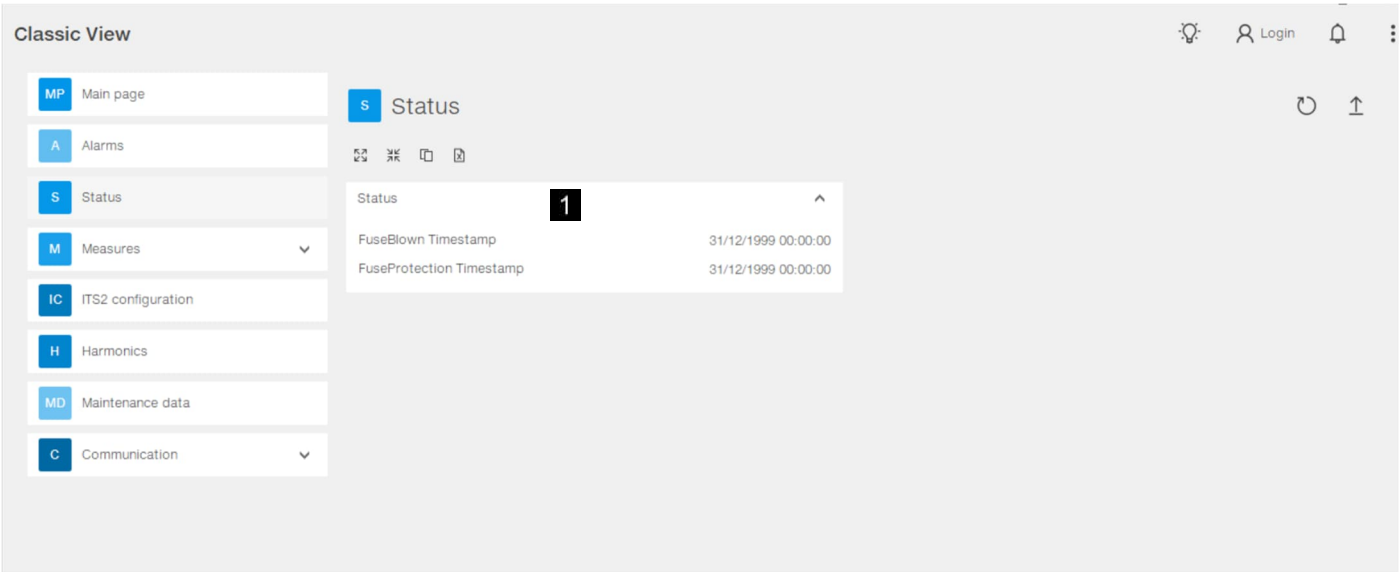 Classic View
Login
MP Main page
A Alarms
S Status
M Measures
IC ITS2 configuration
H Harmonics
MD Maintenance data
C Communication
S Status
Status
1
FuseBlown Timestamp 31/12/1999 00:00:00
FuseProtection Timestamp 31/12/1999 00:00:00